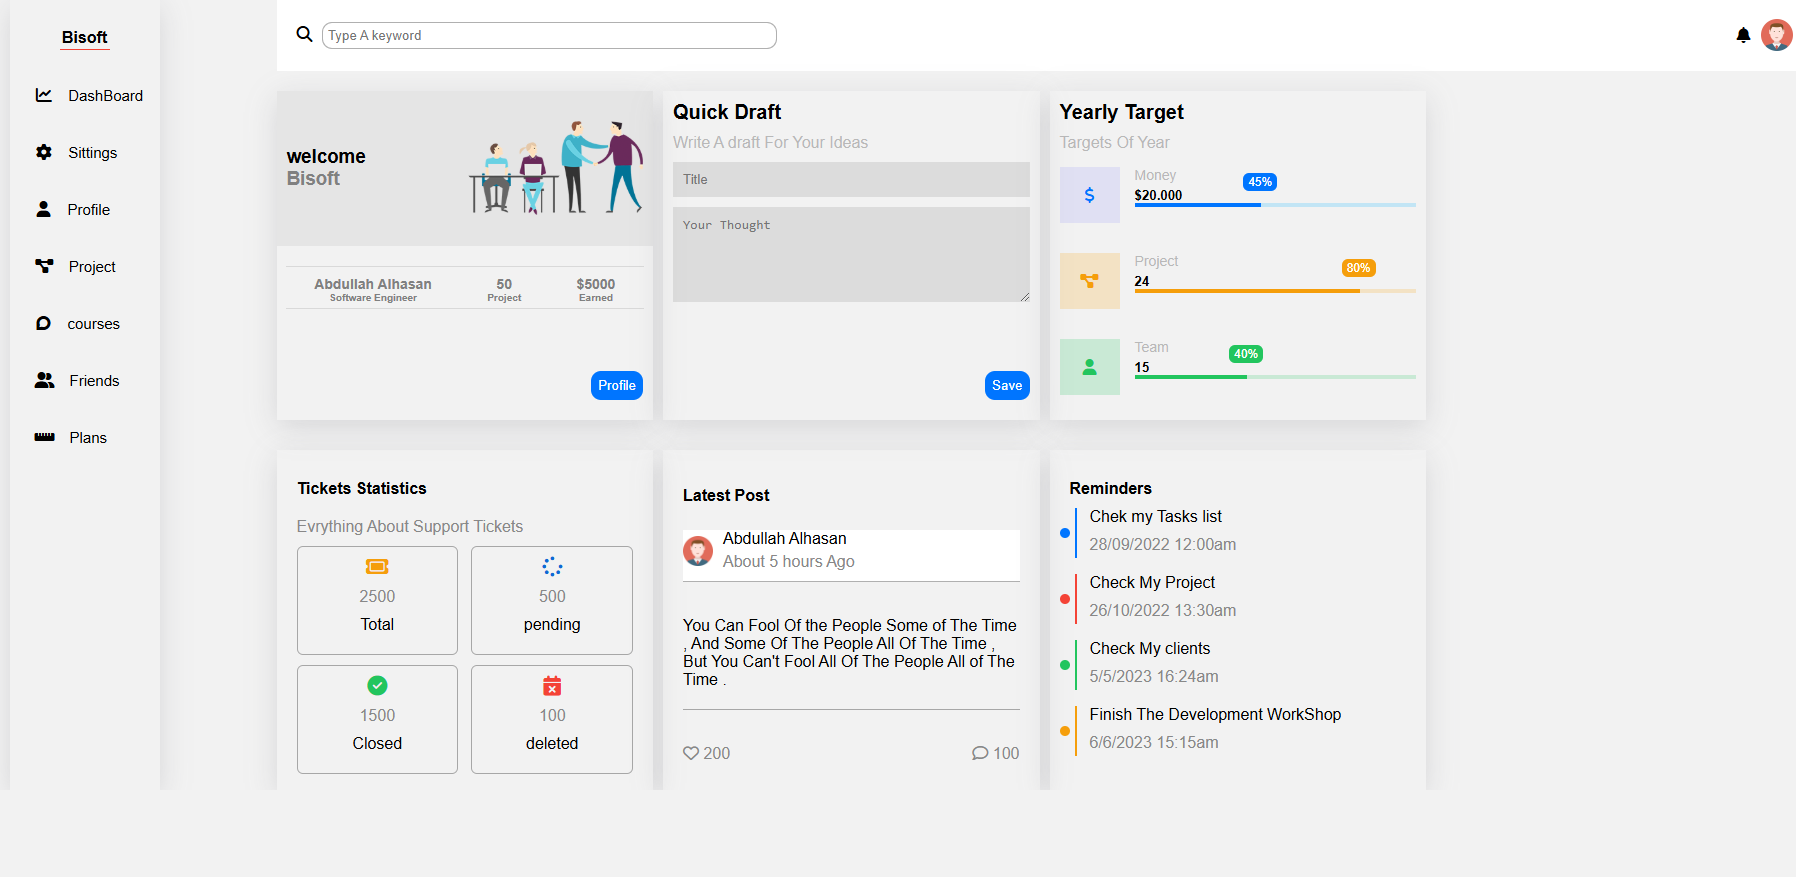 Bisoft
DashBoard
Sittings
Profile
Project
courses
Friends
Plans
Type A keyword
welcome
Bisoft
Abdullah Alhasan
Software Engineer
50
Project
$5000
Earned
Profile
Quick Draft
Write A draft For Your Ideas
Title
Your Thought
Save
Yearly Target
Targets Of Year
$
Money
45%
$20.000
Project
80%
24
Team
40%
15
Tickets Statistics
Evrything About Support Tickets
2500
Total
500
pending
1500
Closed
100
deleted
Latest Post
Abdullah Alhasan
About 5 hours Ago
You Can Fool Of the People Some of The Time
, And Some Of The People All Of The Time ,
But You Can't Fool All Of The People All of The
Time .
200
100
Reminders
Chek my Tasks list
28/09/2022 12:00am
Check My Project
26/10/2022 13:30am
Check My clients
5/5/2023 16:24am
Finish The Development WorkShop
6/6/2023 15:15am